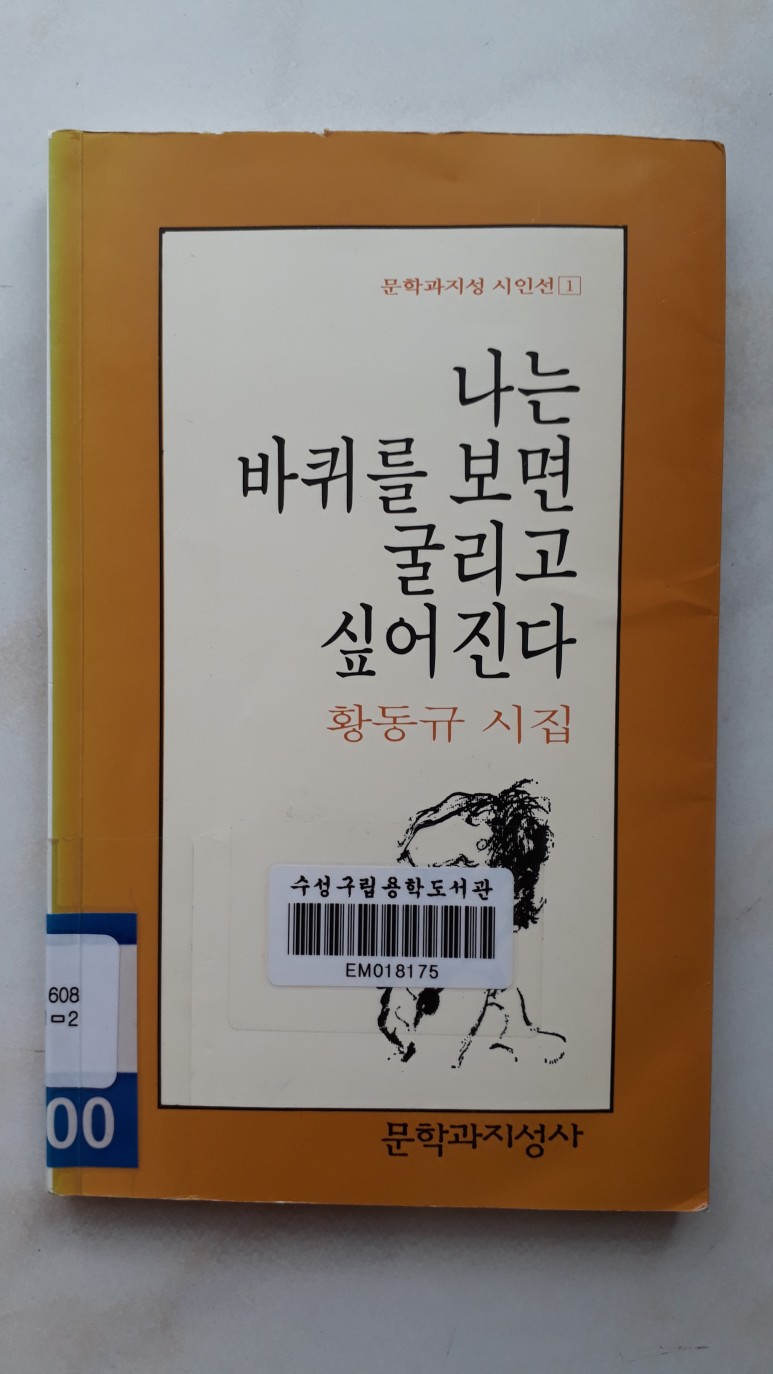 문학과지성 시인선 1
나는
바퀴를 보면
굴리고
싶어진다
황동규 시집
수성구립용학도서관
EM018175
608
ㅁ2
00
문학과지성사